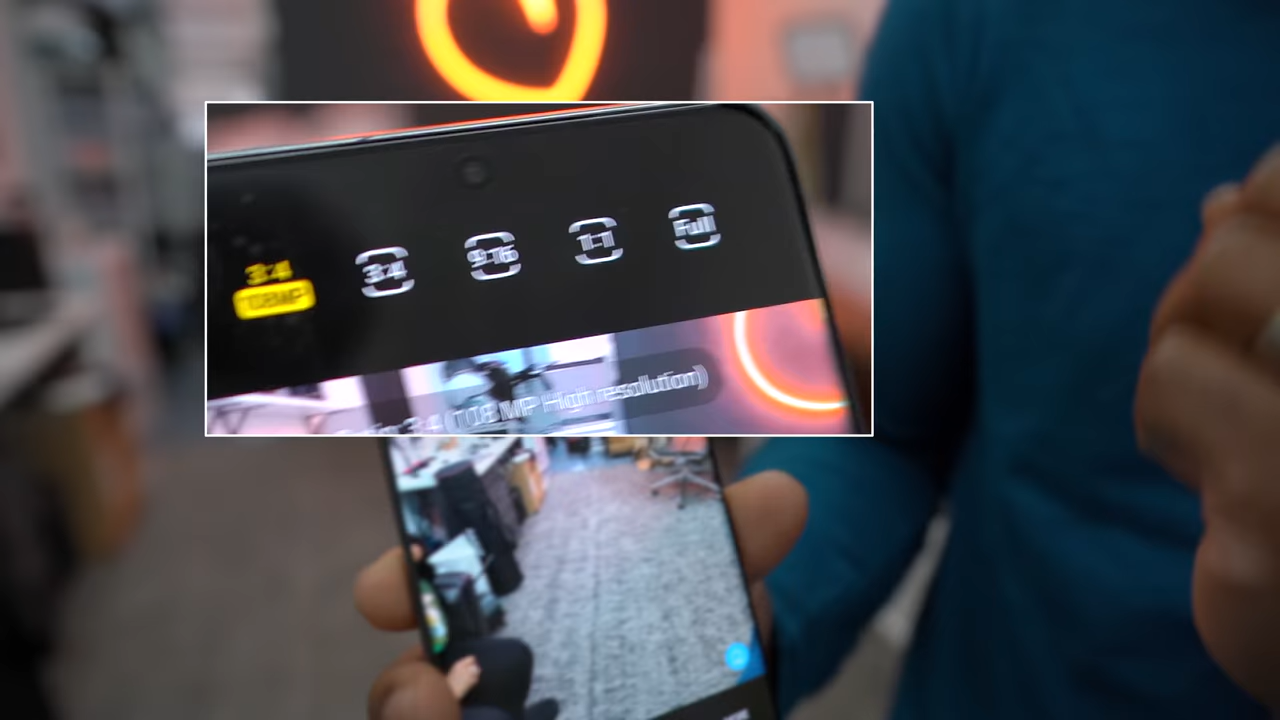 3:4
108MP
3:4
9:16
1:1
Full
3:4 (108 MP High resolution)